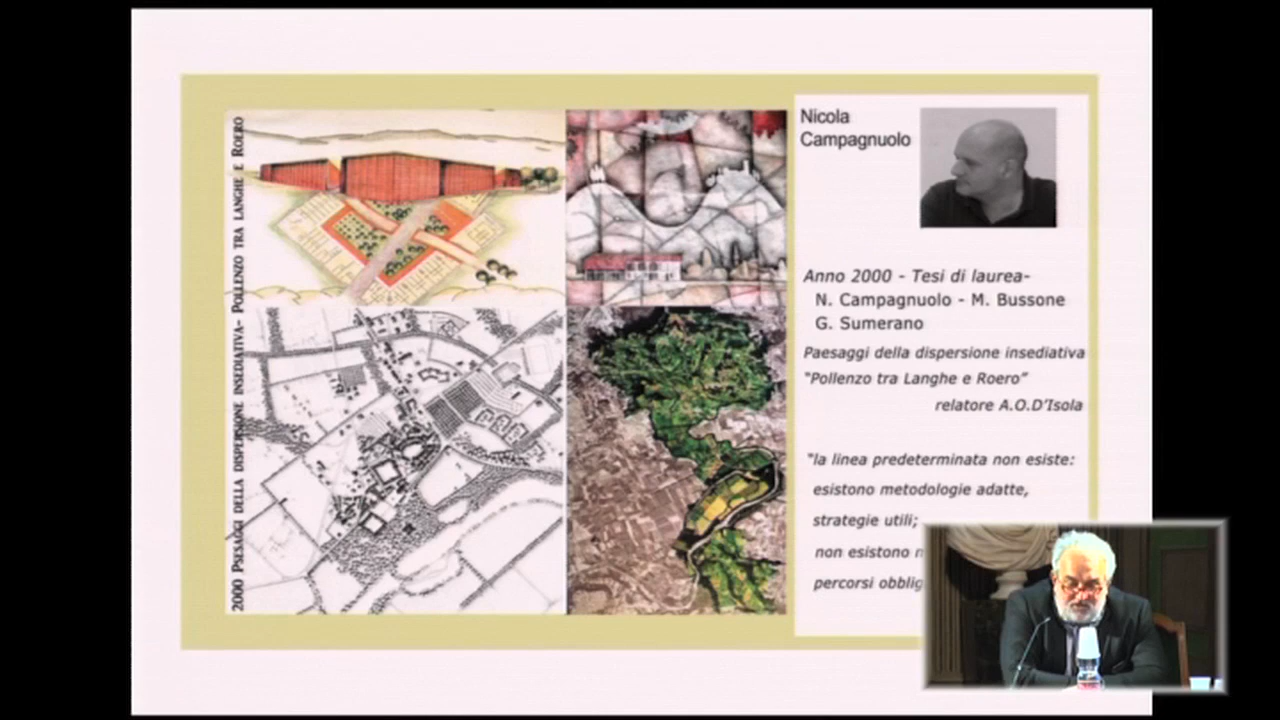 2000 PAESAGGI DELLA DISPERSIONE INSEDIATIVA- POLLENZO TRA LANGHE E ROERO
Nicola
Campagnuolo
Anno 2000 - Tesi di laurea-
N. Campagnuolo - M. Bussone
G. Sumerano
Paesaggi della dispersione insediativa
"Pollenzo tra Langhe e Roero"
relatore A.O.D'Isola
"la linea predeterminata non esiste:
esistono metodologie adatte,
strategie utili;
non esistono
percorsi